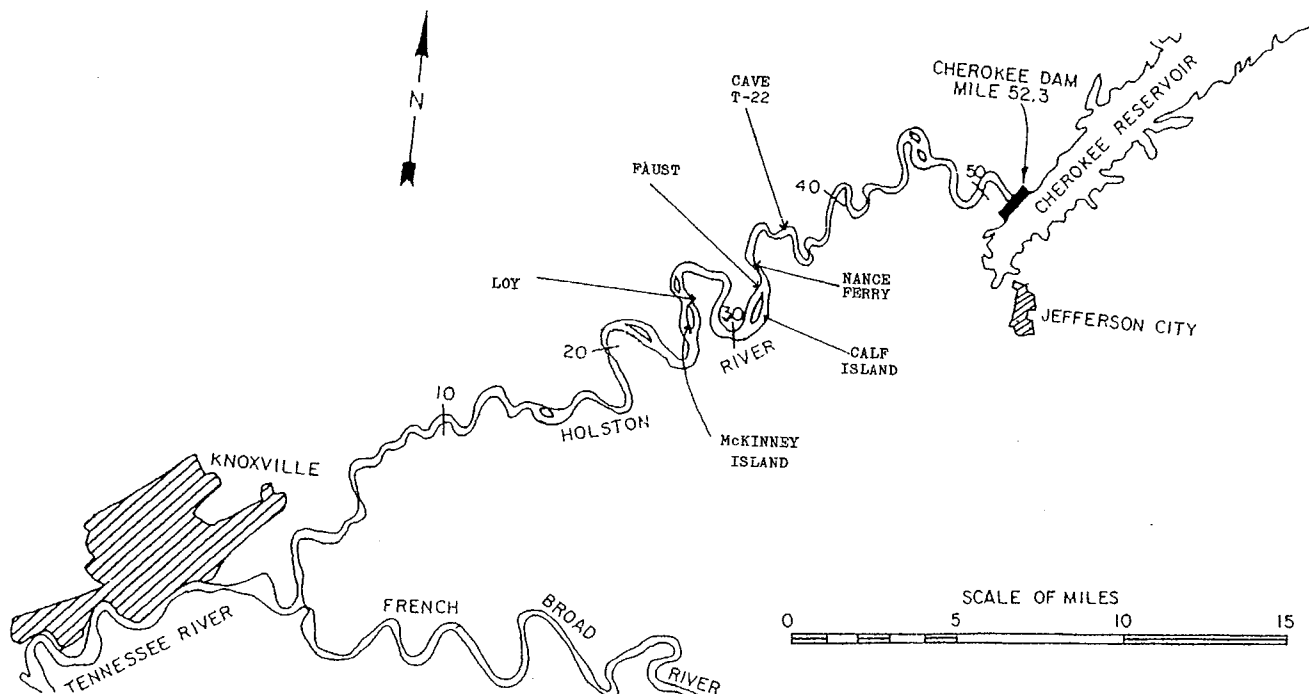 N
CAVE
T-22
CHEROKEE DAM
MILE 52.3
CHEROKEE RESERVOIR
FAUST
40
50
LOY
NANCE
FERRY
30
JEFFERSON CITY
20
RIVER
CALF
ISLAND
10
HOLSTON
McKINNEY
ISLAND
KNOXVILLE
SCALE OF MILES
0 5 10 15
FRENCH
BROAD
RIVER
TENNESSEE RIVER